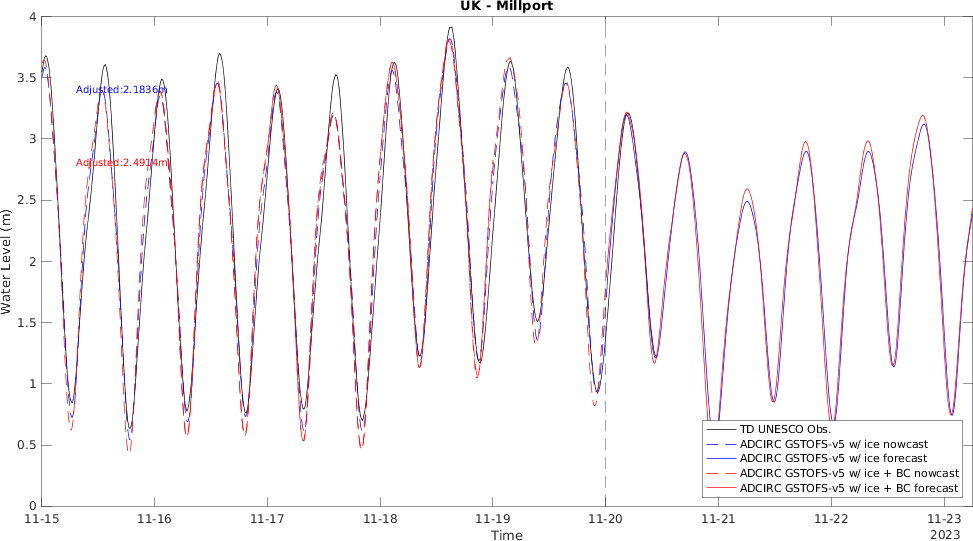 UK - Millport
Water Level (m)
4
3.5
3
2.5
2
1.5
1
0.5
0
Adjusted:2.1836m
Adjusted:2.4914m
TD UNESCO Obs.
ADCIRC GSTOFS-v5 w/ ice nowcast
ADCIRC GSTOFS-v5 w/ ice forecast
ADCIRC GSTOFS-v5 w/ ice + BC nowcast
ADCIRC GSTOFS-v5 w/ ice + BC forecast
11-15 11-16 11-17 11-18 11-19 11-20 11-21 11-22 11-23
Time
2023